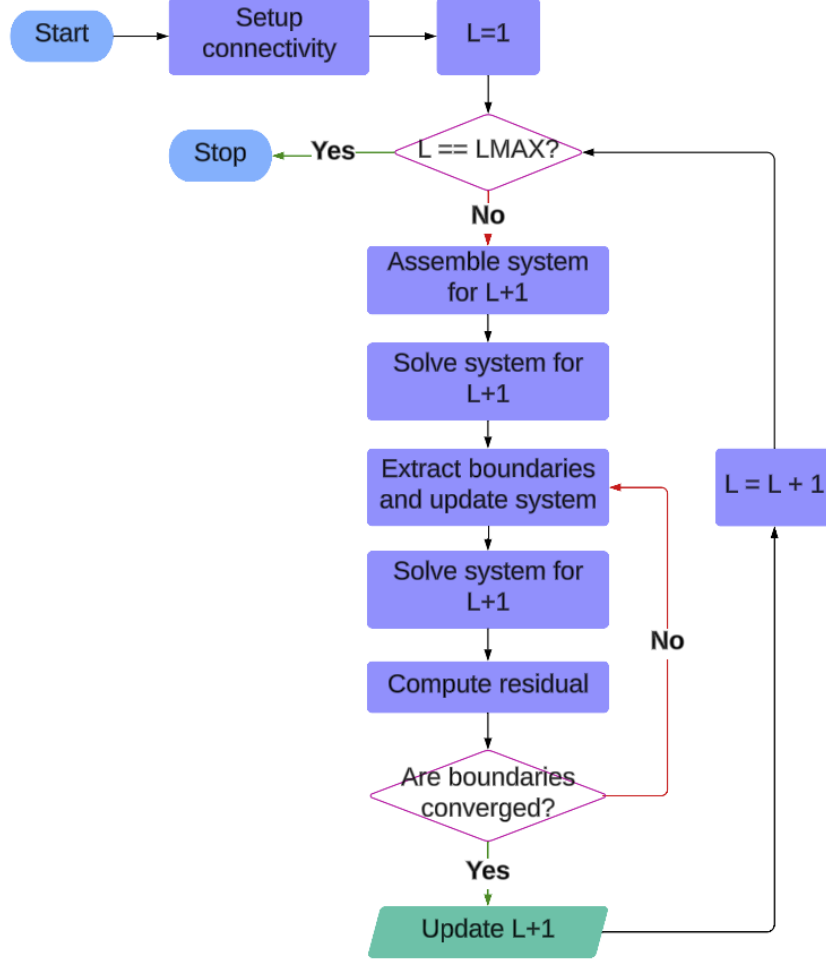 Start
Setup
connectivity
L=1
L == LMAX?
Yes
Stop
No
Assemble system
for L+1
Solve system for
L+1
Extract boundaries
and update system
L = L + 1
Solve system for
L+1
No
Compute residual
Are boundaries
converged?
Yes
Update L+1